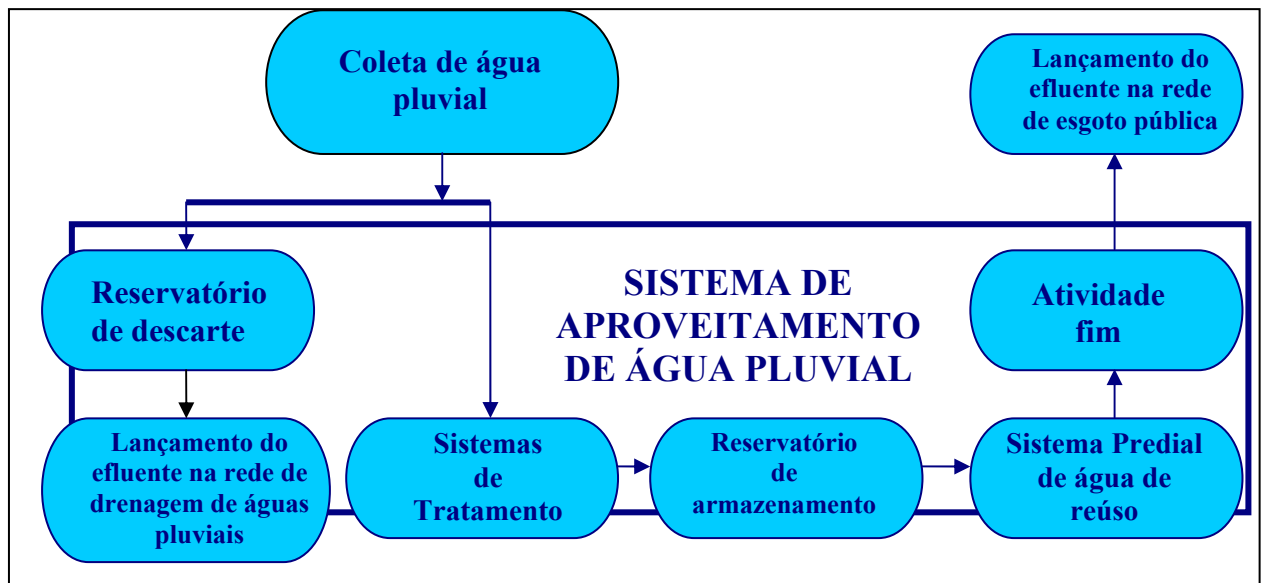 Coleta de água
pluvial
Lançamento do
efluente na rede
de esgoto pública
Reservatório
de descarte
SISTEMA DE
APROVEITAMENTO
DE ÁGUA PLUVIAL
Atividade
fim
Lançamento do
efluente na rede de
drenagem de águas
pluviais
Sistemas
de
Tratamento
Reservatório
de
armazenamento
Sistema Predial
de água de
reúso